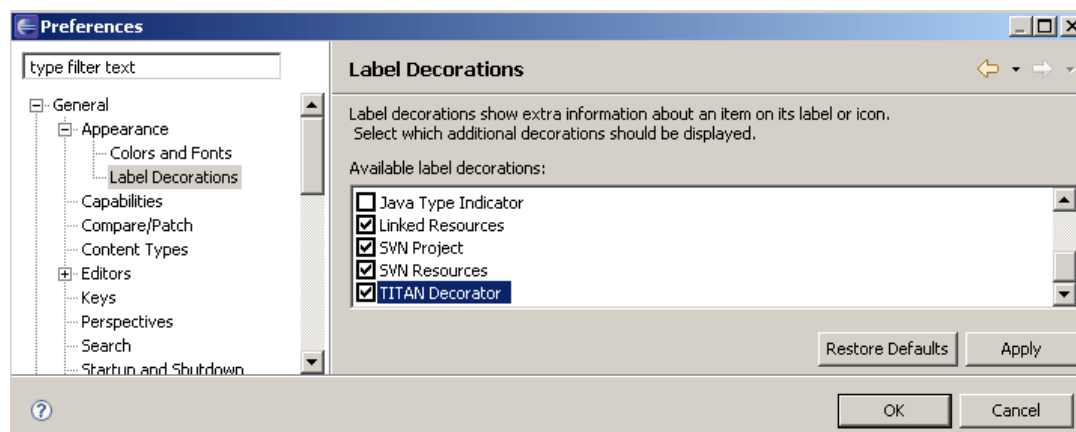 Preferences
type filter text
General
Appearance
Colors and Fonts
Label Decorations
Capabilities
Compare/Patch
Content Types
Editors
Keys
Perspectives
Search
Startup and Shutdown
Label Decorations
Label decorations show extra information about an item on its label or icon.
Select which additional decorations should be displayed.
Available label decorations:
Java Type Indicator
Linked Resources
SVN Project
SVN Resources
TITAN Decorator
Restore Defaults
Apply
OK
Cancel